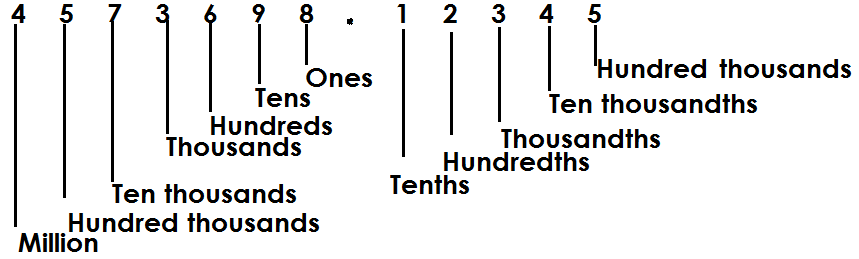 4 5 7 3 6 9 8 . 1 2 3 4 5
Hundred thousands
Ones
Tens
Ten thousandths
Hundreds
Thousandths
Thousands
Hundredths
Tenths
Ten thousands
Hundred thousands
Million